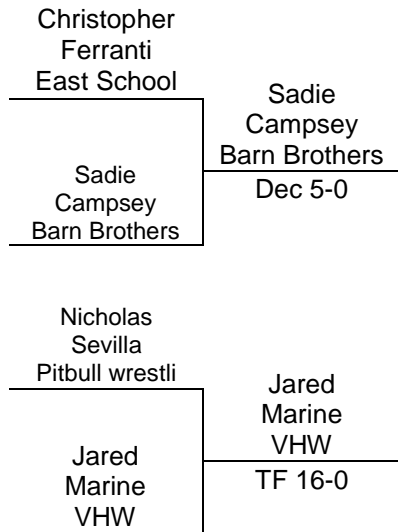 Christopher
Ferranti
East School
Sadie
Campsey
Barn Brothers
Dec 5-0
Sadie
Campsey
Barn Brothers
Nicholas
Sevilla
Pitbull wrestli
Jared
Marine
VHW
TF 16-0
Jared
Marine
VHW